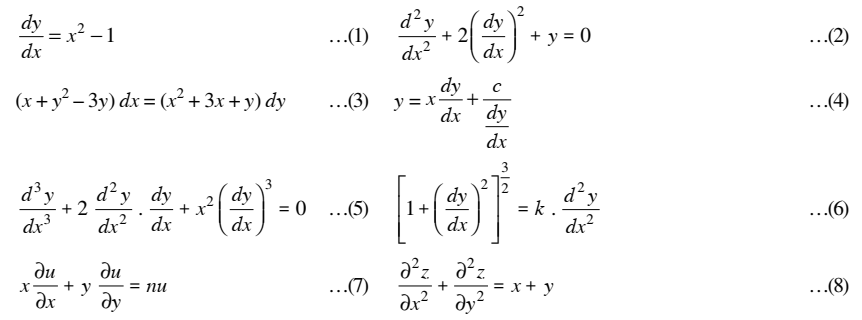 dy/dx = x² – 1 …(1) d²y/dx² + 2(dy/dx)² + y = 0 …(2)
(x + y² – 3y) dx = (x² + 3x + y) dy …(3) y = x dy/dx + c/(dy/dx) …(4)
d³y/dx³ + 2 d²y/dx² . dy/dx + x² (dy/dx)³ = 0 …(5) [1 + (dy/dx)²]^(3/2) = k . d²y/dx² …(6)
x ∂u/∂x + y ∂u/∂y = nu …(7) ∂²z/∂x² + ∂²z/∂y² = x + y …(8)